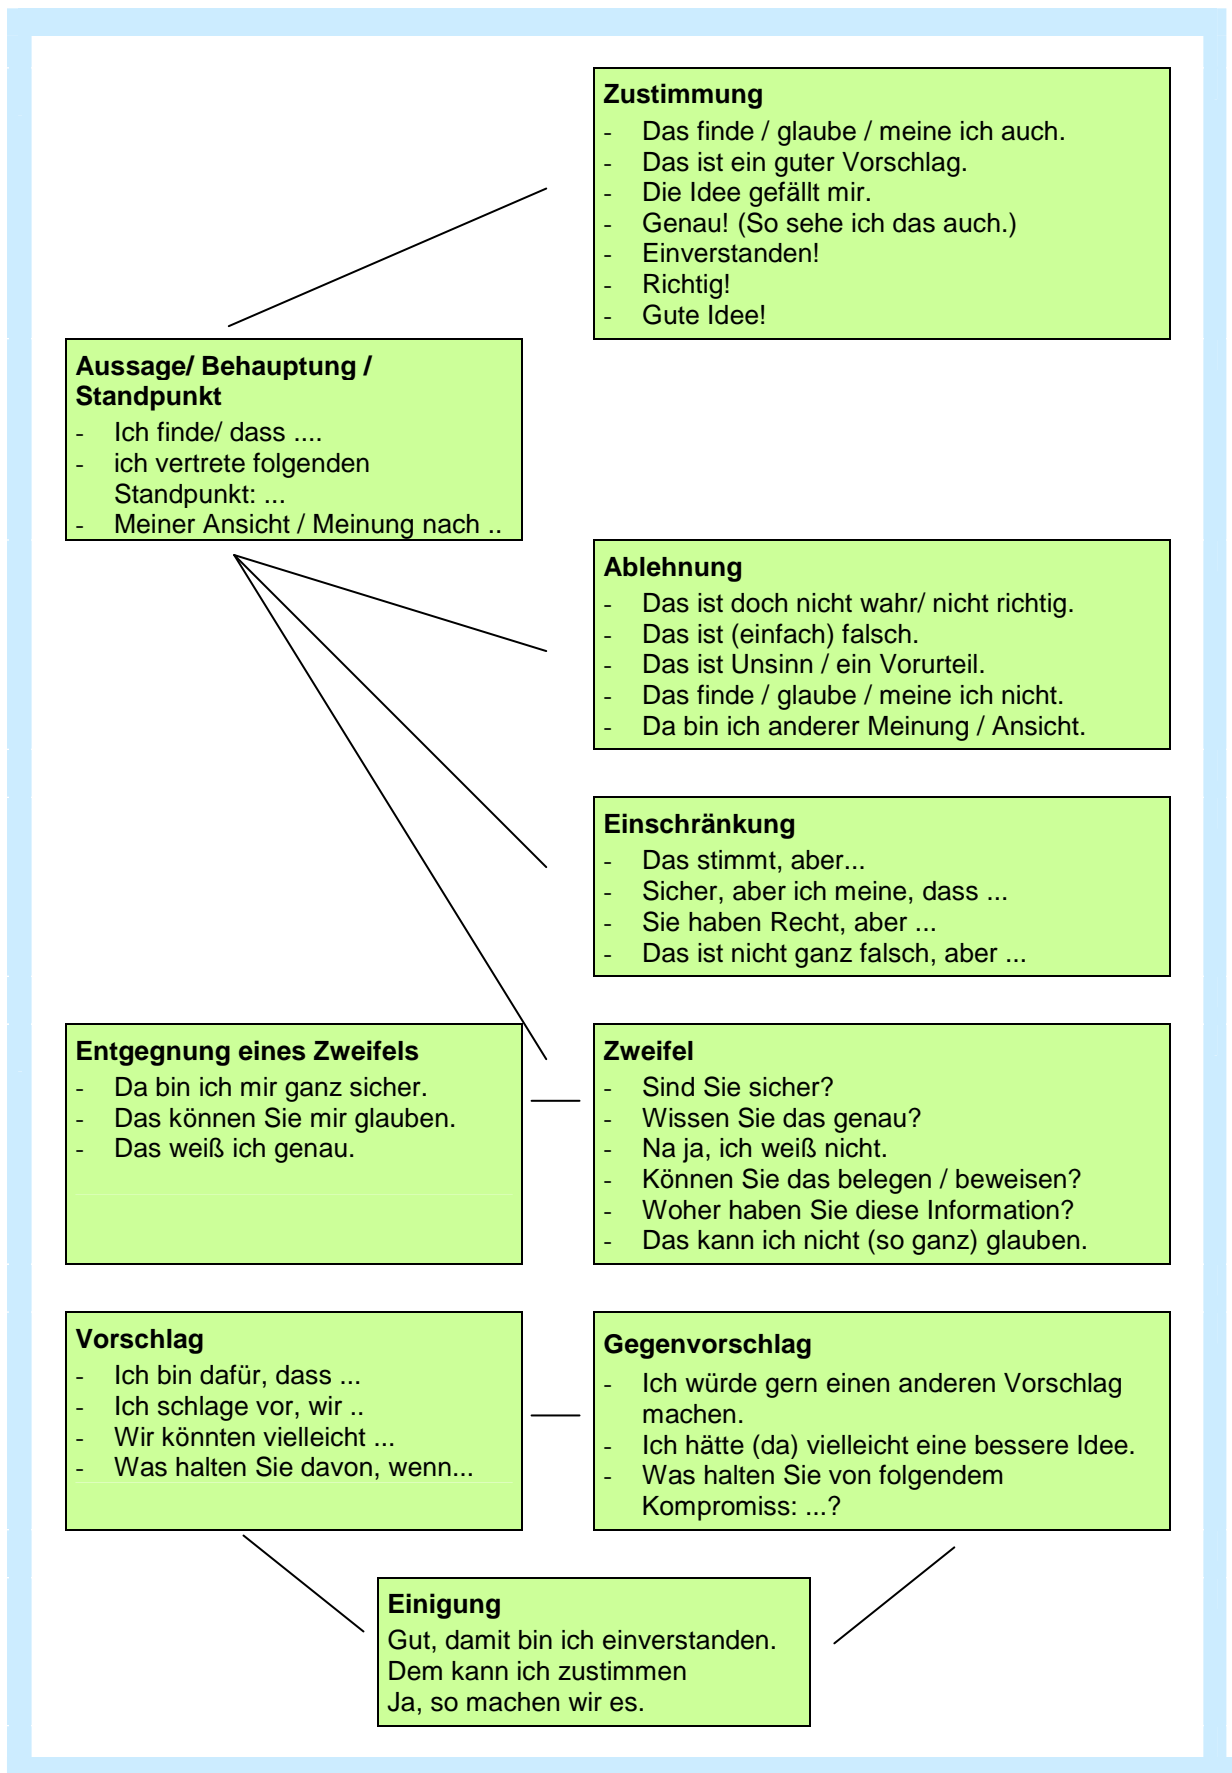 Zustimmung
- Das finde / glaube / meine ich auch.
- Das ist ein guter Vorschlag.
- Die Idee gefällt mir.
- Genau! (So sehe ich das auch.)
- Einverstanden!
- Richtig!
- Gute Idee!
Aussage/ Behauptung /
Standpunkt
- Ich finde/ dass ....
- ich vertrete folgenden
Standpunkt: ...
- Meiner Ansicht / Meinung nach ..
Ablehnung
- Das ist doch nicht wahr/ nicht richtig.
- Das ist (einfach) falsch.
- Das ist Unsinn / ein Vorurteil.
- Das finde / glaube / meine ich nicht.
- Da bin ich anderer Meinung / Ansicht.
Einschränkung
- Das stimmt, aber...
- Sicher, aber ich meine, dass ...
- Sie haben Recht, aber ...
- Das ist nicht ganz falsch, aber ...
Entgegnung eines Zweifels
- Da bin ich mir ganz sicher.
- Das können Sie mir glauben.
- Das weiß ich genau.
Zweifel
- Sind Sie sicher?
- Wissen Sie das genau?
- Na ja, ich weiß nicht.
- Können Sie das belegen / beweisen?
- Woher haben Sie diese Information?
- Das kann ich nicht (so ganz) glauben.
Vorschlag
- Ich bin dafür, dass ...
- Ich schlage vor, wir ..
- Wir könnten vielleicht ...
- Was halten Sie davon, wenn...
Gegenvorschlag
- Ich würde gern einen anderen Vorschlag
machen.
- Ich hätte (da) vielleicht eine bessere Idee.
- Was halten Sie von folgendem
Kompromiss: ...?
Einigung
Gut, damit bin ich einverstanden.
Dem kann ich zustimmen
Ja, so machen wir es.